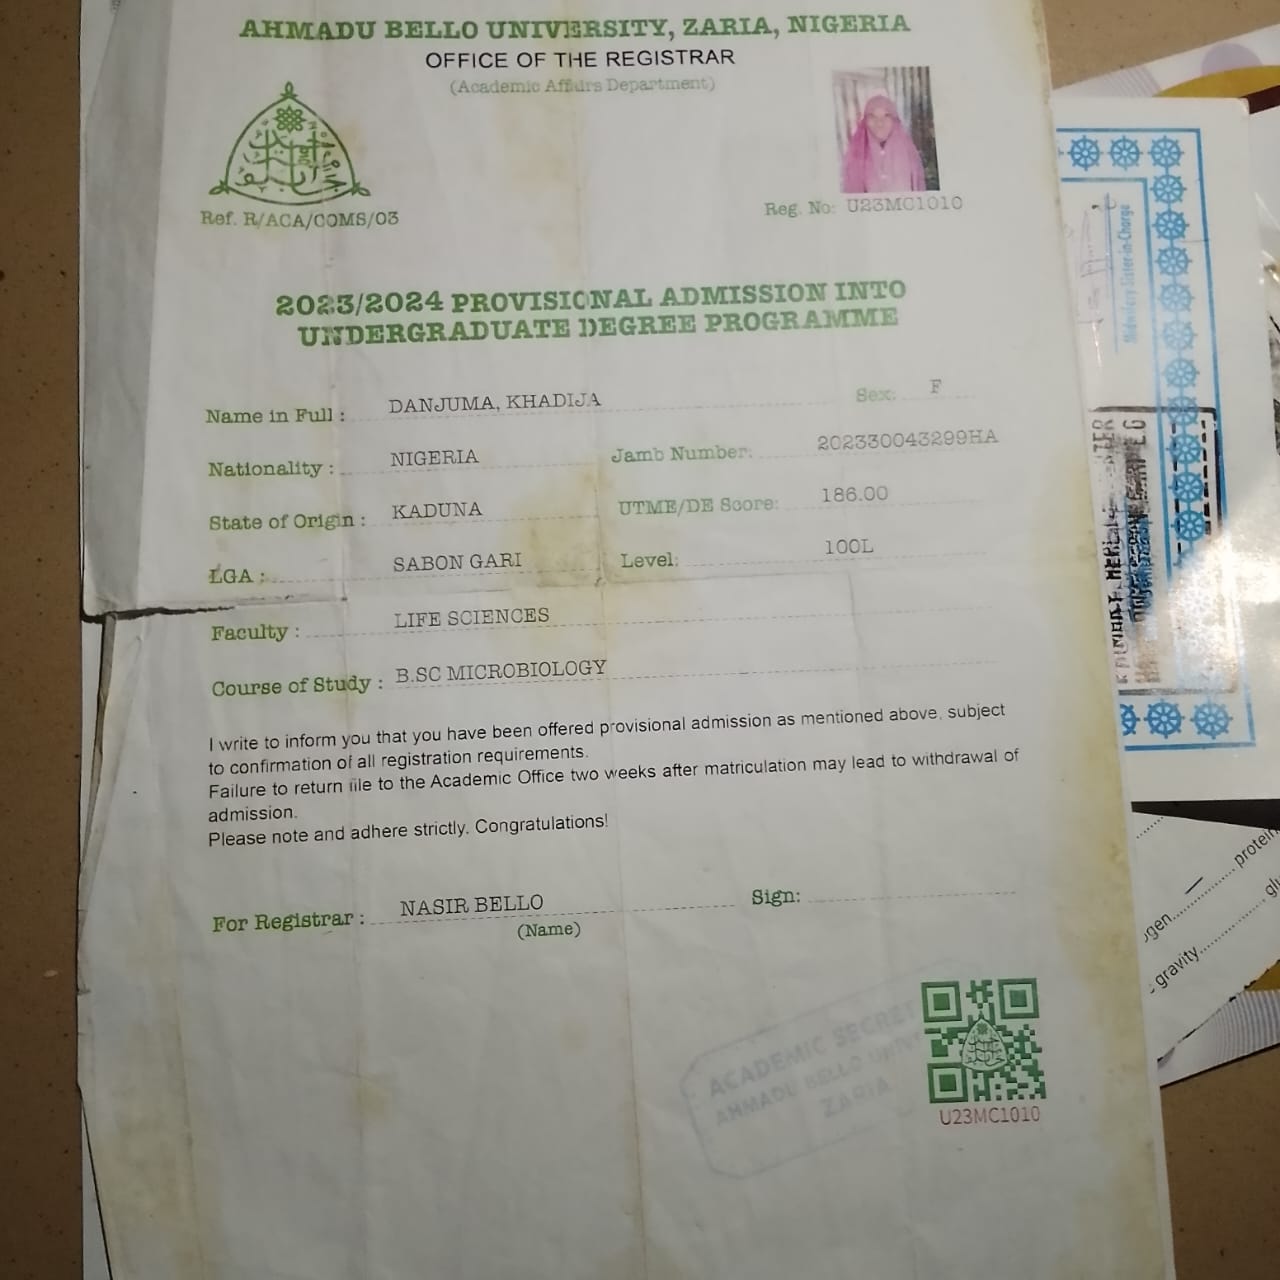 AHMADU BELLO UNIVERSITY, ZARIA, NIGERIA
OFFICE OF THE REGISTRAR
(Academic Affairs Department)
Ref. R/ACA/COMS/03
Reg. No: U23MC1010
2023/2024 PROVISIONAL ADMISSION INTO
UNDERGRADUATE DEGREE PROGRAMME
Name in Full : DANJUMA, KHADIJA Sex: F
Nationality : NIGERIA Jamb Number: 202330043299HA
State of Origin : KADUNA UTME/DE Score: 186.00
LGA : SABON GARI Level: 100L
Faculty : LIFE SCIENCES
Course of Study : B.SC MICROBIOLOGY
I write to inform you that you have been offered provisional admission as mentioned above, subject
to confirmation of all registration requirements.
Failure to return file to the Academic Office two weeks after matriculation may lead to withdrawal of
admission.
Please note and adhere strictly. Congratulations!
For Registrar : NASIR BELLO Sign:
(Name)
ACADEMIC
AHMADU BELLO
ZARIA
U23MC1010
Midwifery Sister-in-Charge
protein
gravity